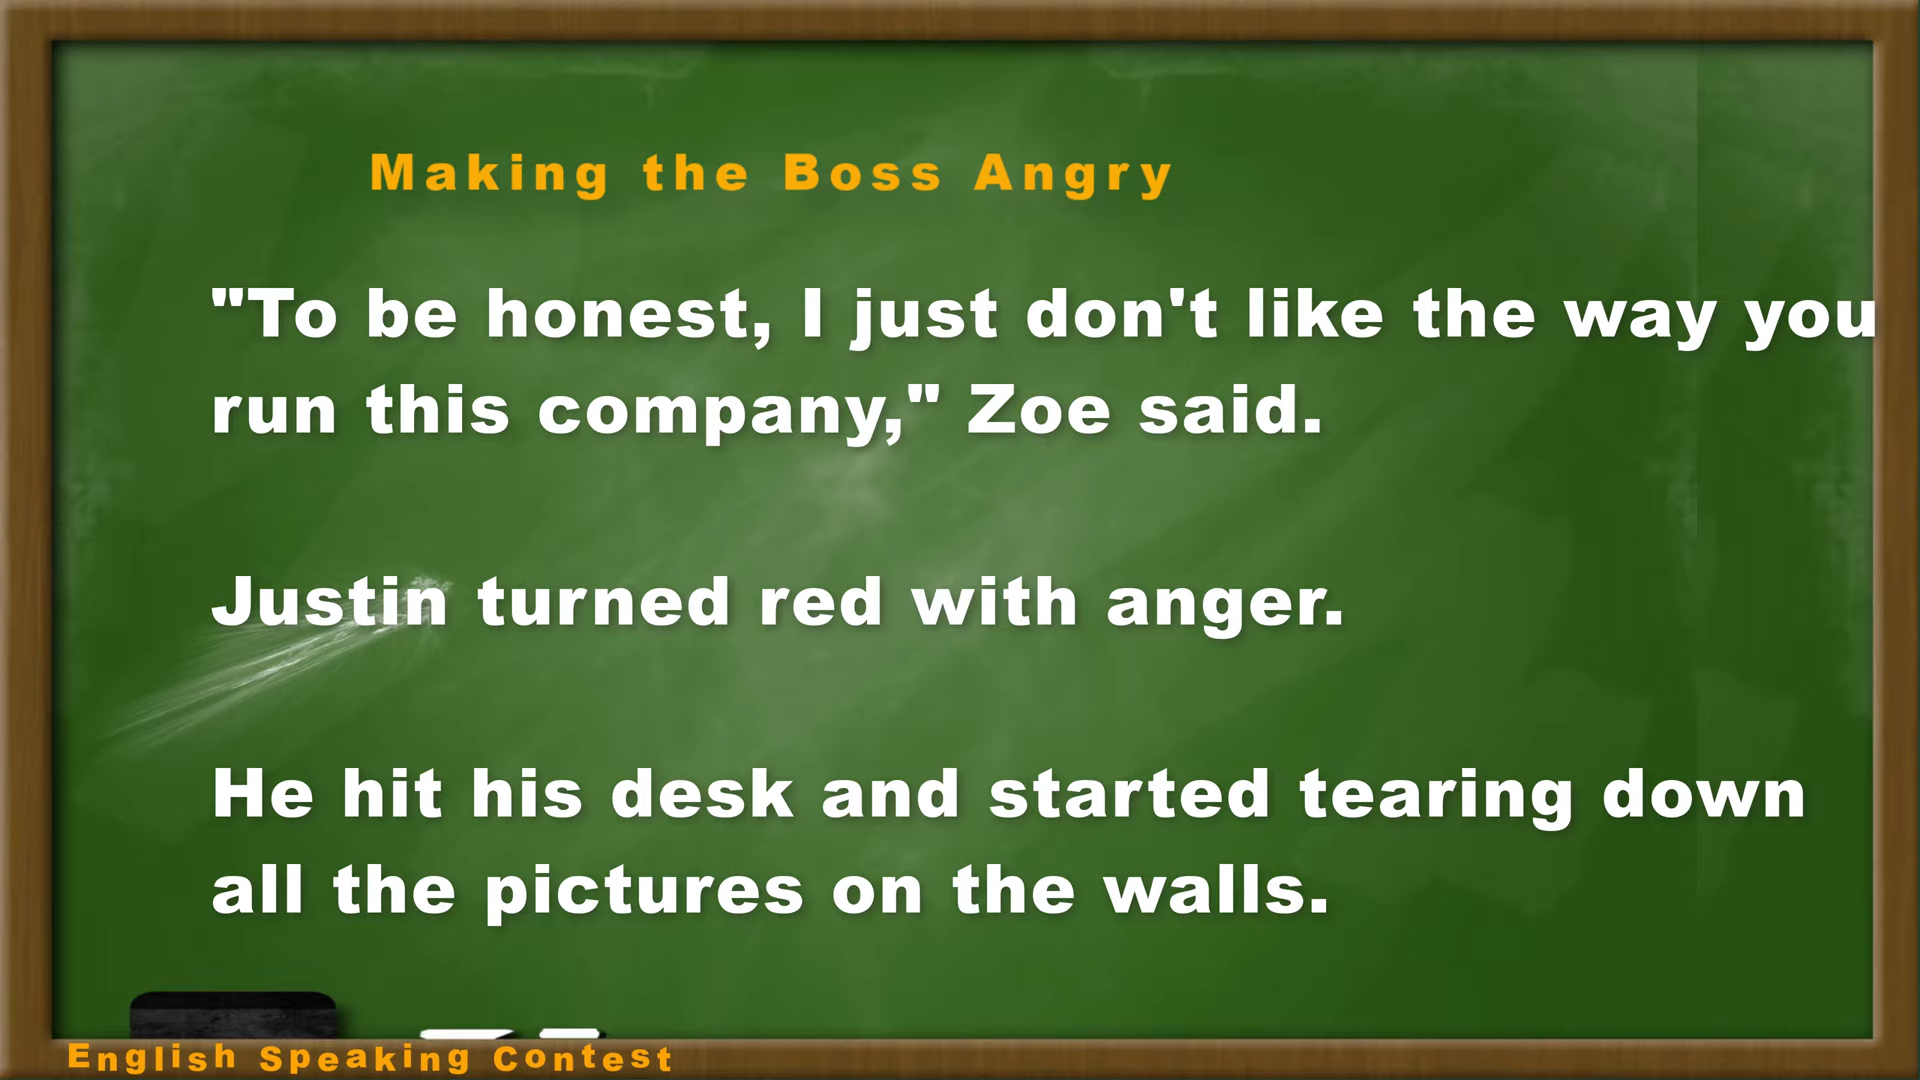 Making the Boss Angry
"To be honest, I just don't like the way you
run this company," Zoe said.
Justin turned red with anger.
He hit his desk and started tearing down
all the pictures on the walls.
English Speaking Contest